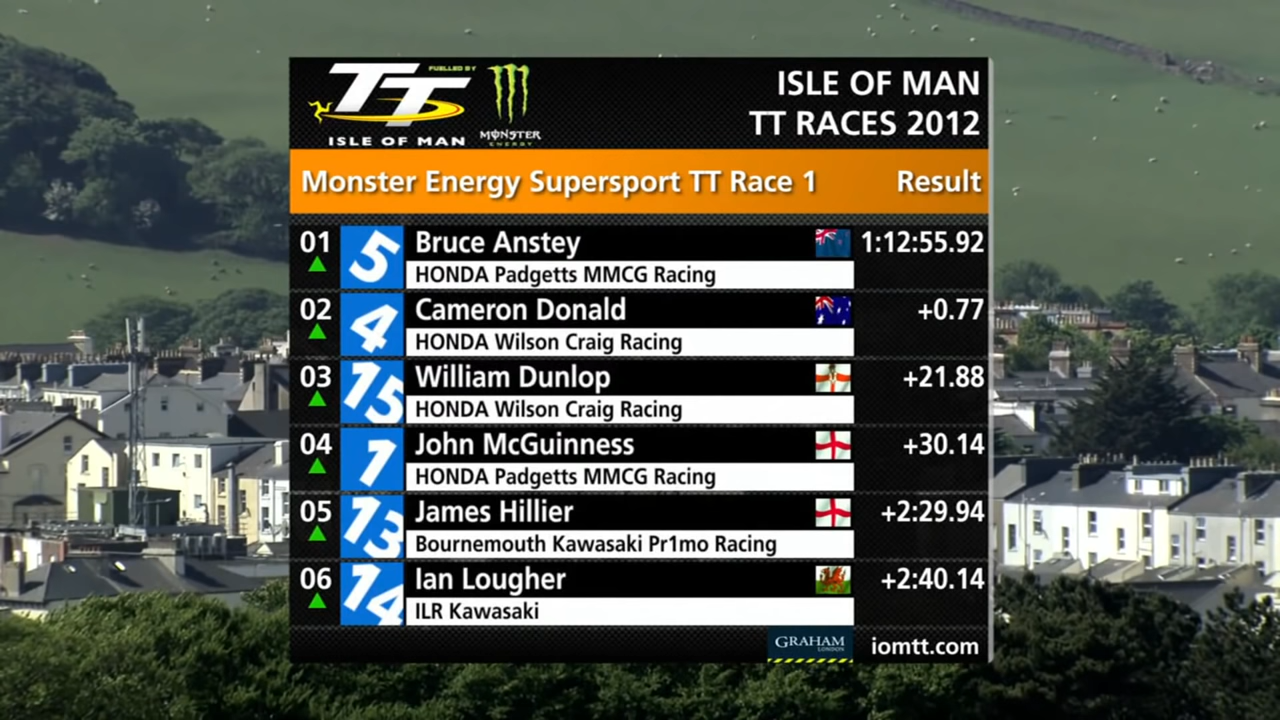 FUELLED BY
TT
ISLE OF MAN
MONSTER
ENERGY
ISLE OF MAN
TT RACES 2012
Monster Energy Supersport TT Race 1 Result
01 5 Bruce Anstey 1:12:55.92
HONDA Padgetts MMCG Racing
02 4 Cameron Donald +0.77
HONDA Wilson Craig Racing
03 15 William Dunlop +21.88
HONDA Wilson Craig Racing
04 1 John McGuinness +30.14
HONDA Padgetts MMCG Racing
05 13 James Hillier +2:29.94
Bournemouth Kawasaki Pr1mo Racing
06 14 Ian Lougher +2:40.14
ILR Kawasaki
GRAHAM
LONDON
iomtt.com